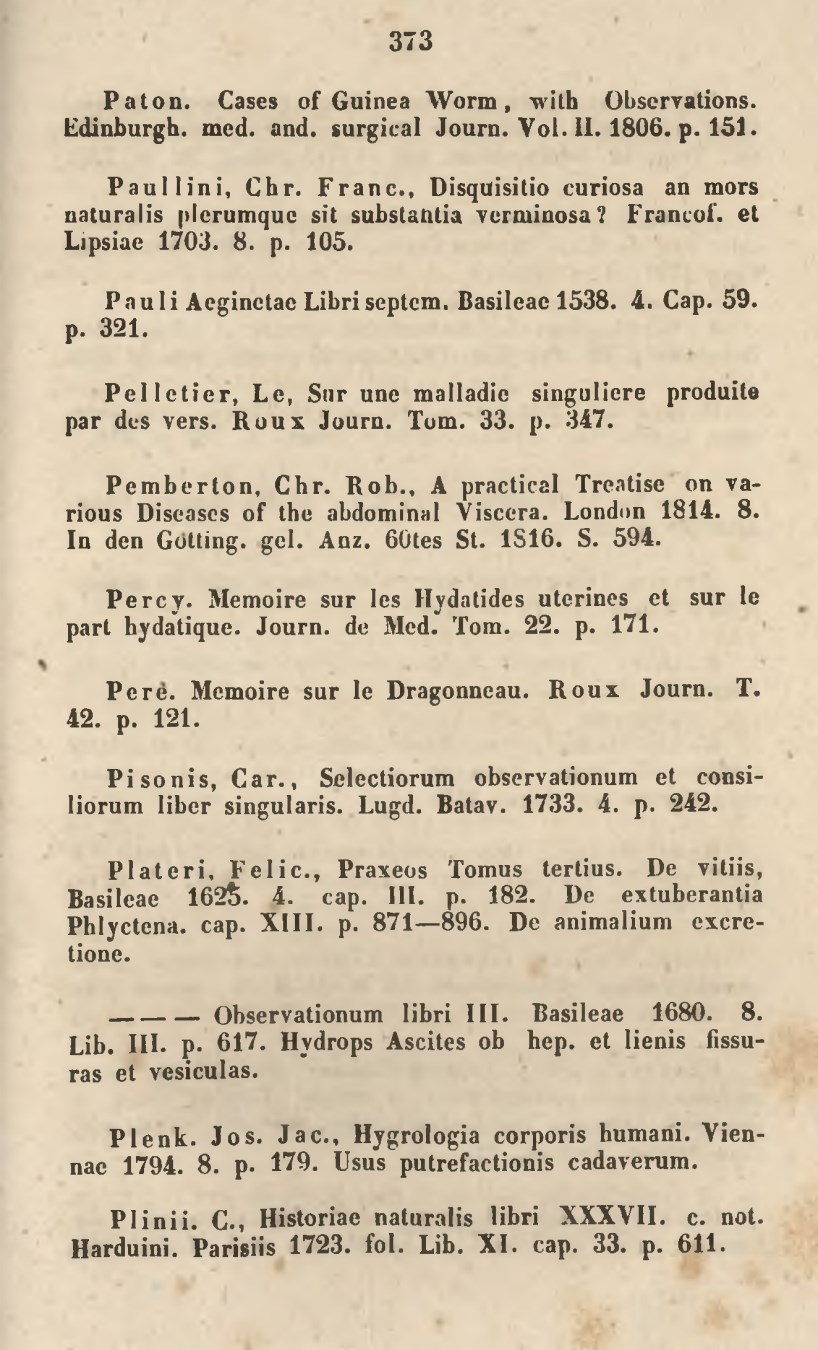 373
Paton. Cases of Guinea Worm, with Observations.
Edinburgh. med. and. surgical Journ. Vol. II. 1806. p. 151.
Paullini, Chr. Franc., Disquisitio curiosa an mors
naturalis plerumque sit substantia verminosa? Francof. et
Lipsiae 1703. 8. p. 105.
Pauli Aeginetae Libri septem. Basileae 1538. 4. Cap. 59.
p. 321.
Pelletier, Le, Sur une malladie singuliere produite
par des vers. Roux Journ. Tom. 33. p. 347.
Pemberton, Chr. Rob., A practical Treatise on va-
rious Diseases of the abdominal Viscera. London 1814. 8.
In den Götting. gel. Anz. 60tes St. 1816. S. 594.
Percy. Memoire sur les Hydatides uterines et sur le
part hydatique. Journ. de Med. Tom. 22. p. 171.
Peré. Memoire sur le Dragonneau. Roux Journ. T.
42. p. 121.
Pisonis, Car., Selectiorum observationum et consi-
liorum liber singularis. Lugd. Batav. 1733. 4. p. 242.
Plateri, Felic., Praxeos Tomus tertius. De vitiis,
Basileae 1625. 4. cap. III. p. 182. De extuberantia
Phlyctena. cap. XIII. p. 871—896. De animalium excre-
tione.
— — — Observationum libri III. Basileae 1680. 8.
Lib. III. p. 617. Hydrops Ascites ob hep. et lienis fissu-
ras et vesiculas.
Plenk. Jos. Jac., Hygrologia corporis humani. Vien-
nae 1794. 8. p. 179. Usus putrefactionis cadaverum.
Plinii. C., Historiae naturalis libri XXXVII. c. not.
Harduini. Parisiis 1723. fol. Lib. XI. cap. 33. p. 611.